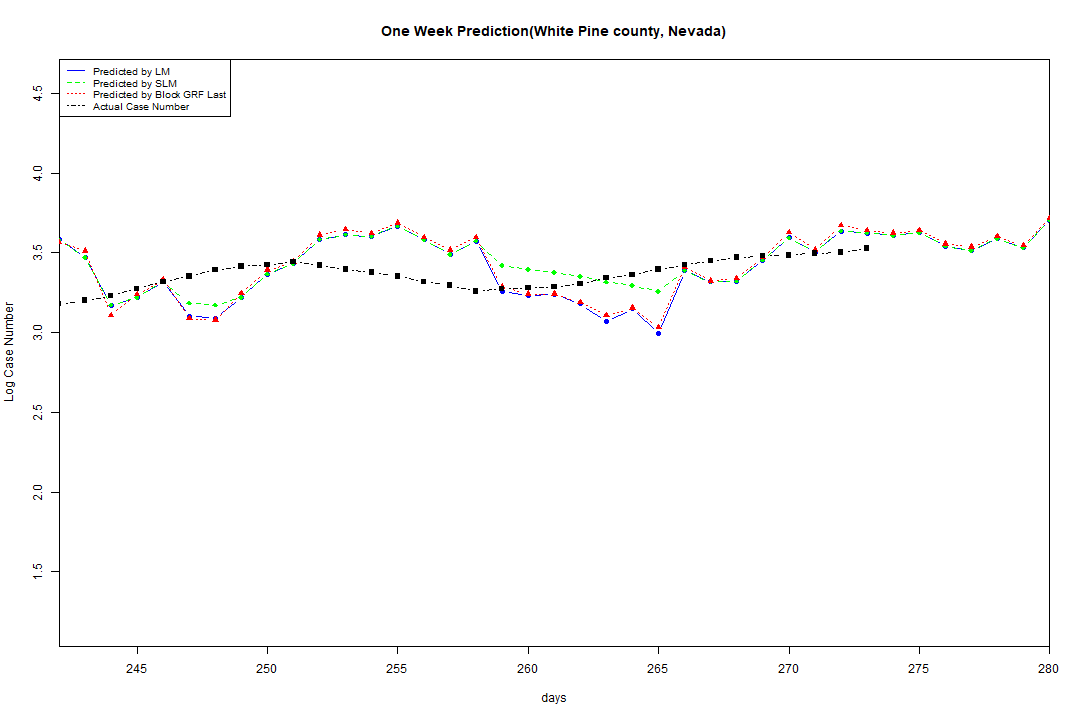 One Week Prediction(White Pine county, Nevada)
Predicted by LM
Predicted by SLM
Predicted by Block GRF Last
Actual Case Number
4.5
4.0
3.5
3.0
2.5
2.0
1.5
Log Case Number
245 250 255 260 265 270 275 280
days